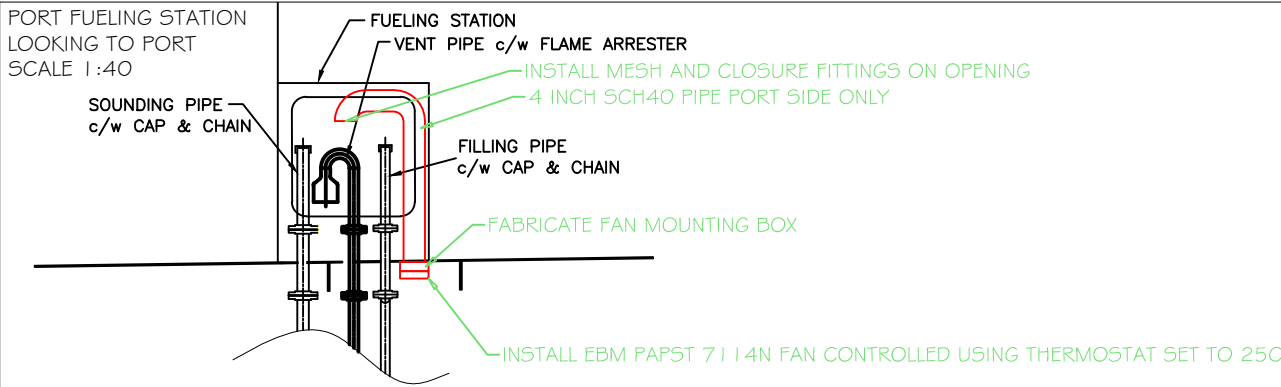 PORT FUELING STATION
LOOKING TO PORT
SCALE 1:40
FUELING STATION
VENT PIPE c/w FLAME ARRESTER
INSTALL MESH AND CLOSURE FITTINGS ON OPENING
4 INCH SCH40 PIPE PORT SIDE ONLY
SOUNDING PIPE
c/w CAP & CHAIN
FILLING PIPE
c/w CAP & CHAIN
FABRICATE FAN MOUNTING BOX
INSTALL EBM PAPST 7114N FAN CONTROLLED USING THERMOSTAT SET TO 25C